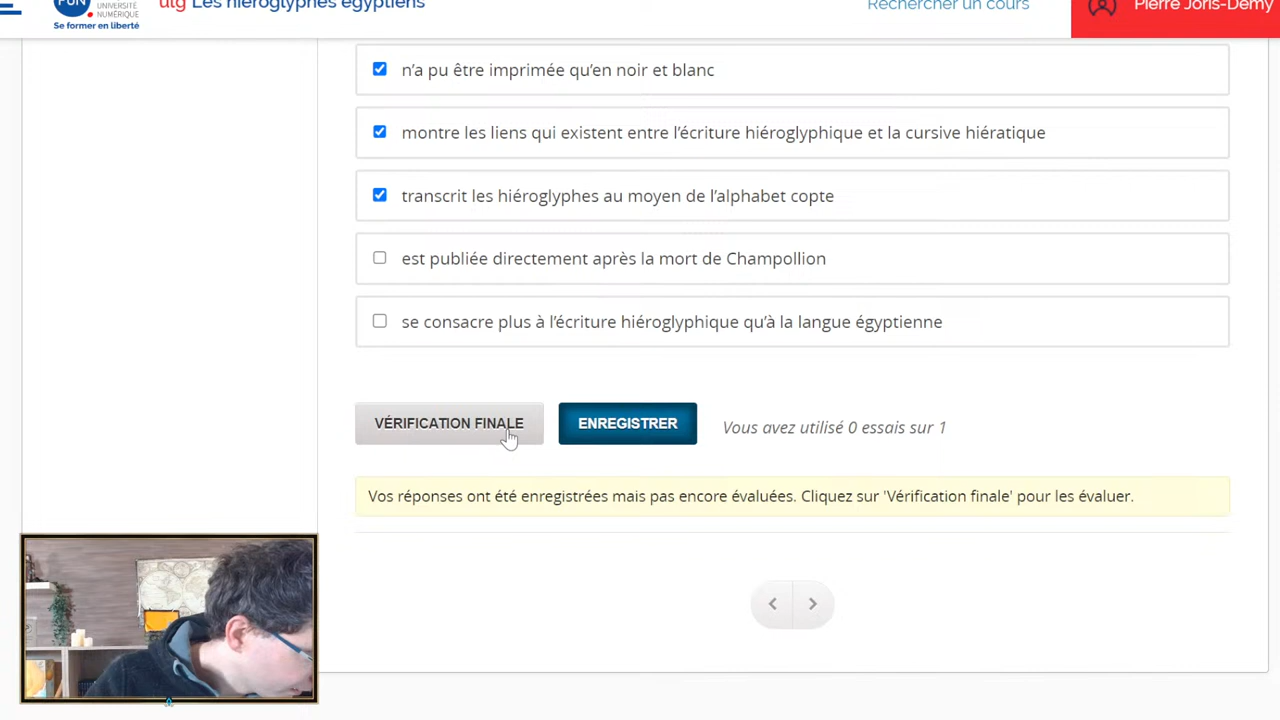 FUN UNIVERSITÉ NUMÉRIQUE
Se former en liberté
ulg Les hiéroglyphes égyptiens
Rechercher un cours
Pierre Joris-Demy
n’a pu être imprimée qu’en noir et blanc
montre les liens qui existent entre l’écriture hiéroglyphique et la cursive hiératique
transcrit les hiéroglyphes au moyen de l’alphabet copte
est publiée directement après la mort de Champollion
se consacre plus à l’écriture hiéroglyphique qu’à la langue égyptienne
VÉRIFICATION FINALE
ENREGISTRER
Vous avez utilisé 0 essais sur 1
Vos réponses ont été enregistrées mais pas encore évaluées. Cliquez sur 'Vérification finale' pour les évaluer.